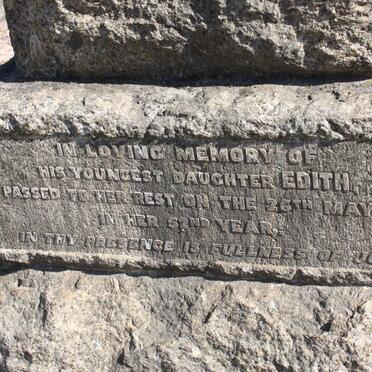 IN LOVING MEMORY OF
HIS YOUNGEST DAUGHTER EDITH,
PASSED TO HER REST ON THE 26TH MAY
IN HER 62ND YEAR.
IN THY PRESENCE IS FULLNESS OF